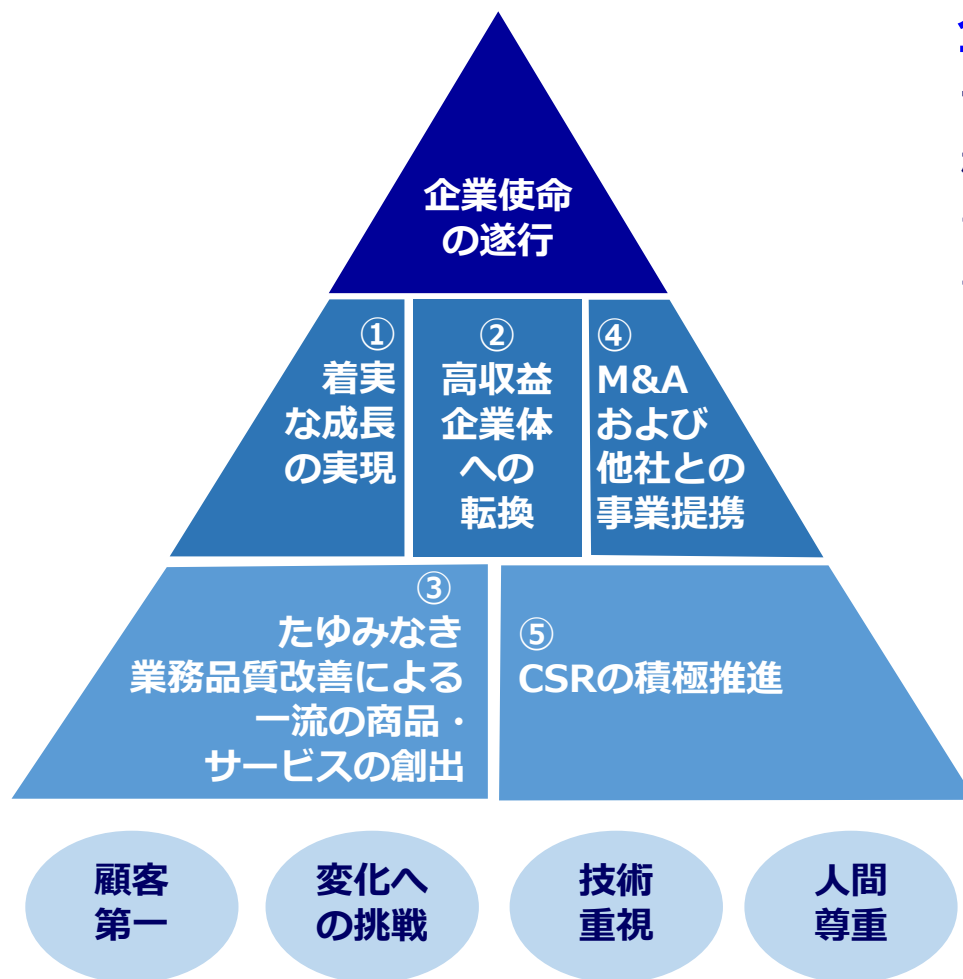 企業使命
の遂行
①
着実
な成長
の実現
②
高収益
企業体
への
転換
④
M&A
および
他社との
事業提携
③
たゆみなき
業務品質改善による
一流の商品・
サービスの創出
⑤
CSRの積極推進
顧客
第一
変化へ
の挑戦
技術
重視
人間
尊重